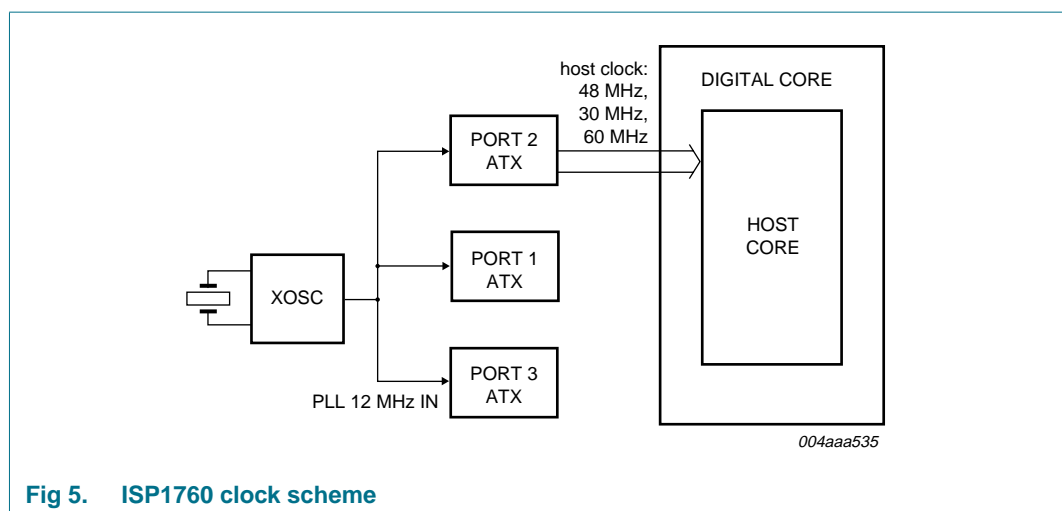 host clock:
48 MHz,
30 MHz,
60 MHz
DIGITAL CORE
PORT 2
ATX
HOST
CORE
PORT 1
ATX
XOSC
PORT 3
ATX
PLL 12 MHz IN
004aaa535
Fig 5. ISP1760 clock scheme